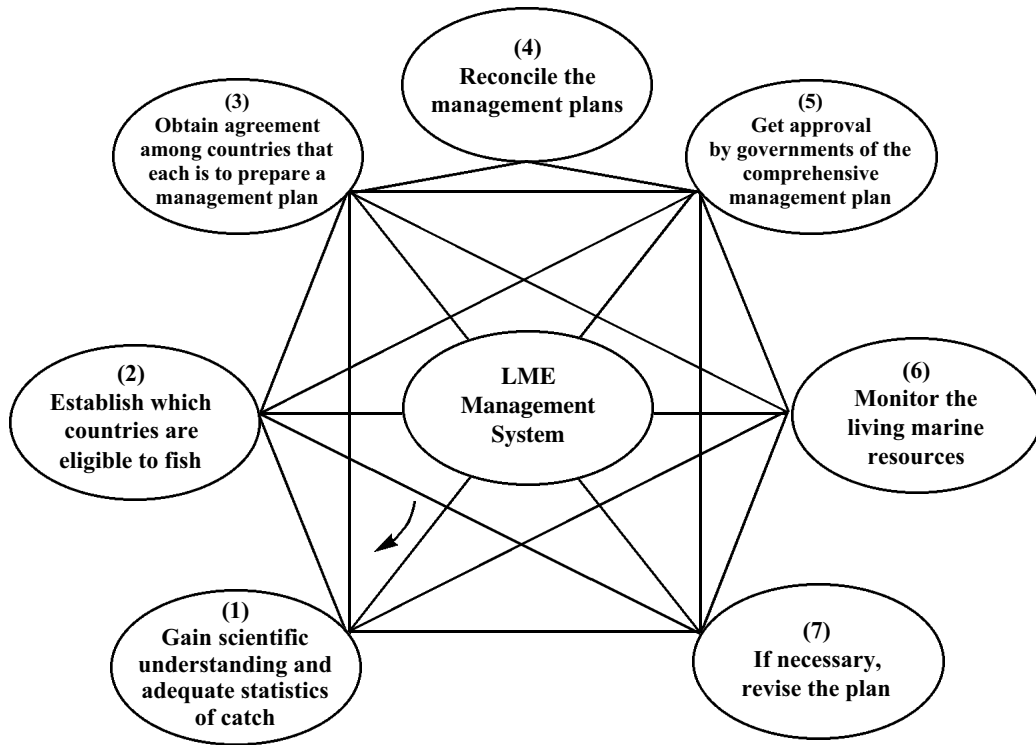 (4)
Reconcile the
management plans
(3)
Obtain agreement
among countries that
each is to prepare a
management plan
(5)
Get approval
by governments of the
comprehensive
management plan
(2)
Establish which
countries are
eligible to fish
LME
Management
System
(6)
Monitor the
living marine
resources
(1)
Gain scientific
understanding and
adequate statistics
of catch
(7)
If necessary,
revise the plan